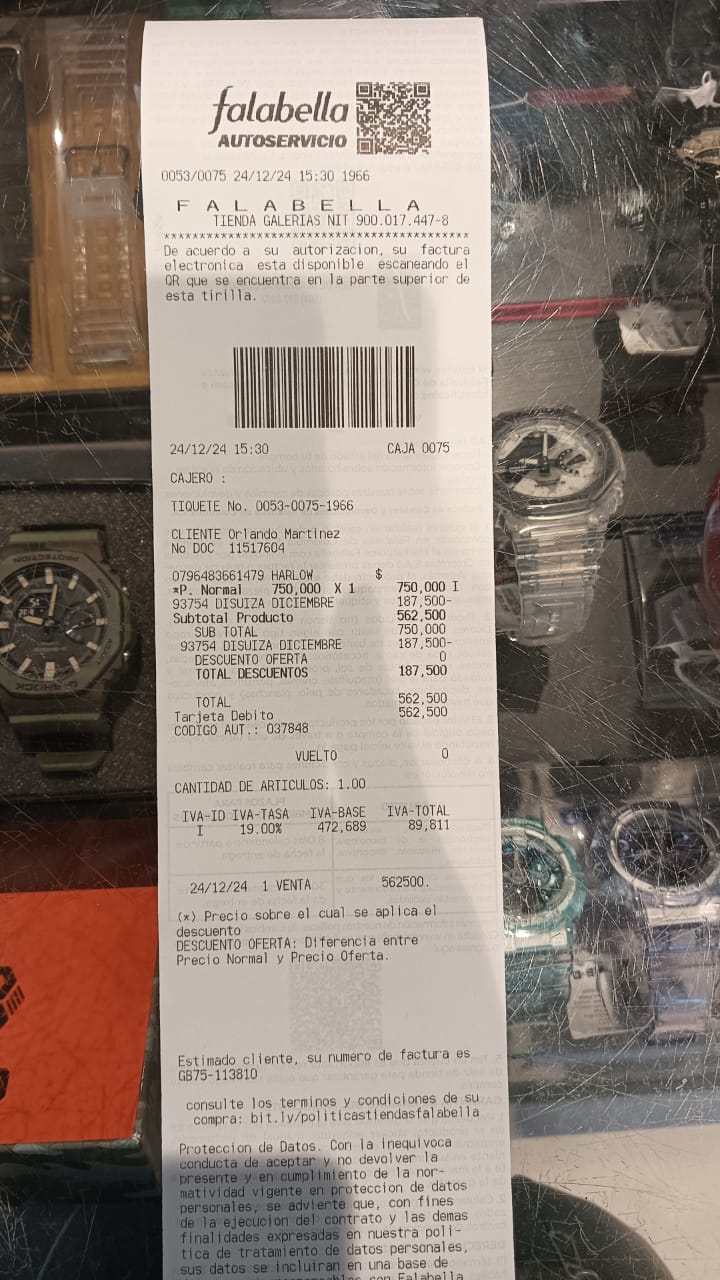 falabella
AUTOSERVICIO
0053/0075 24/12/24 15:30 1966
F A L A B E L L A
TIENDA GALERIAS NIT 900.017.447-8
********************************************
De acuerdo a su autorizacion, su factura
electronica esta disponible escaneando el
QR que se encuentra en la parte superior de
esta tirilla.
24/12/24 15:30 CAJA 0075
CAJERO :
TIQUETE No. 0053-0075-1966
CLIENTE Orlando Martinez
No DOC 11517604
0796483661479 HARLOW $
*P. Normal 750,000 X 1 750,000 I
93754 DISUIZA DICIEMBRE 187,500-
Subtotal Producto 562,500
SUB TOTAL 750,000
93754 DISUIZA DICIEMBRE 187,500-
DESCUENTO OFERTA 0
TOTAL DESCUENTOS 187,500
TOTAL 562,500
Tarjeta Debito 562,500
CODIGO AUT.: 037848
VUELTO 0
CANTIDAD DE ARTICULOS: 1.00
IVA-ID IVA-TASA IVA-BASE IVA-TOTAL
I 19.00% 472,689 89,811
24/12/24 1 VENTA 562500.
(*) Precio sobre el cual se aplica el
descuento
DESCUENTO OFERTA: Diferencia entre
Precio Normal y Precio Oferta.
Estimado cliente, su numero de factura es
GB75-113810
consulte los terminos y condiciones de su
compra: bit.lv/politicastiendasfalabella
Proteccion de Datos. Con la inequivoca
conducta de aceptar y no devolver la
presente y en cumplimiento de la nor-
matividad vigente en proteccion de datos
personales, se advierte que, con fines
de la ejecucion del contrato y las demas
finalidades expresadas en nuestra poli-
tica de tratamiento de datos personales,
sus datos se incluiran en una base de
con Falabella
PROTECTION
G-SHOCK